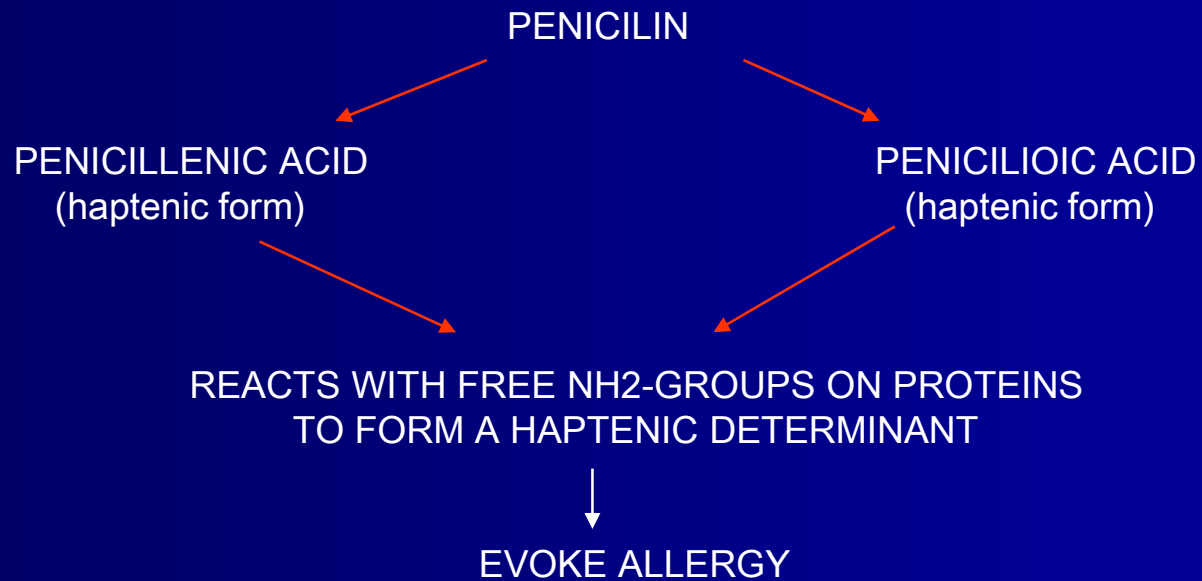 PENICILIN
PENICILLENIC ACID
(haptenic form)
PENICILIOIC ACID
(haptenic form)
REACTS WITH FREE NH2-GROUPS ON PROTEINS
TO FORM A HAPTENIC DETERMINANT
EVOKE ALLERGY